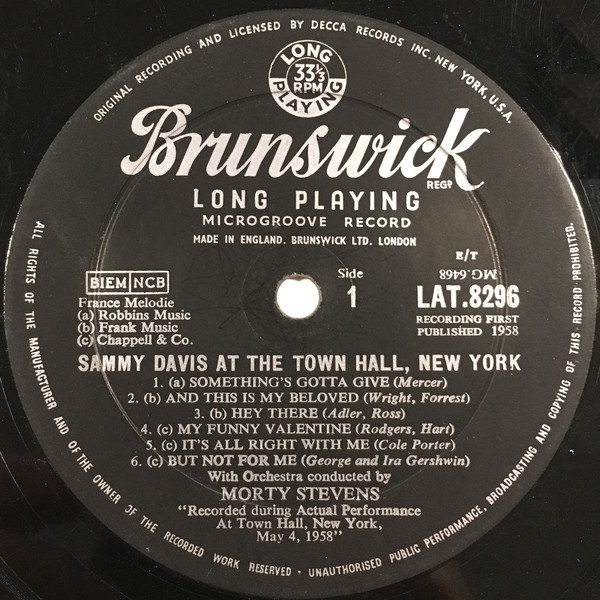 ORIGINAL RECORDING AND LICENSED BY DECCA RECORDS INC. NEW YORK, U.S.A.
LONG
33⅓
RPM
PLAYING
Brunswick
REGD
LONG PLAYING
MICROGROOVE RECORD
MADE IN ENGLAND. BRUNSWICK LTD. LONDON
E/T
MG·6468
BIEM NCB
Side
1
LAT.8296
France Melodie
(a) Robbins Music
(b) Frank Music
(c) Chappell & Co.
RECORDING FIRST
PUBLISHED 1958
SAMMY DAVIS AT THE TOWN HALL, NEW YORK
1. (a) SOMETHING'S GOTTA GIVE (Mercer)
2. (b) AND THIS IS MY BELOVED (Wright, Forrest)
3. (b) HEY THERE (Adler, Ross)
4. (c) MY FUNNY VALENTINE (Rodgers, Hart)
5. (c) IT'S ALL RIGHT WITH ME (Cole Porter)
6. (c) BUT NOT FOR ME (George and Ira Gershwin)
With Orchestra conducted by
MORTY STEVENS
"Recorded during Actual Performance
At Town Hall, New York,
May 4, 1958"
ALL RIGHTS OF THE MANUFACTURER AND OF THE OWNER OF THE RECORDED WORK RESERVED · UNAUTHORISED PUBLIC PERFORMANCE, BROADCASTING AND COPYING OF THIS RECORD PROHIBITED.